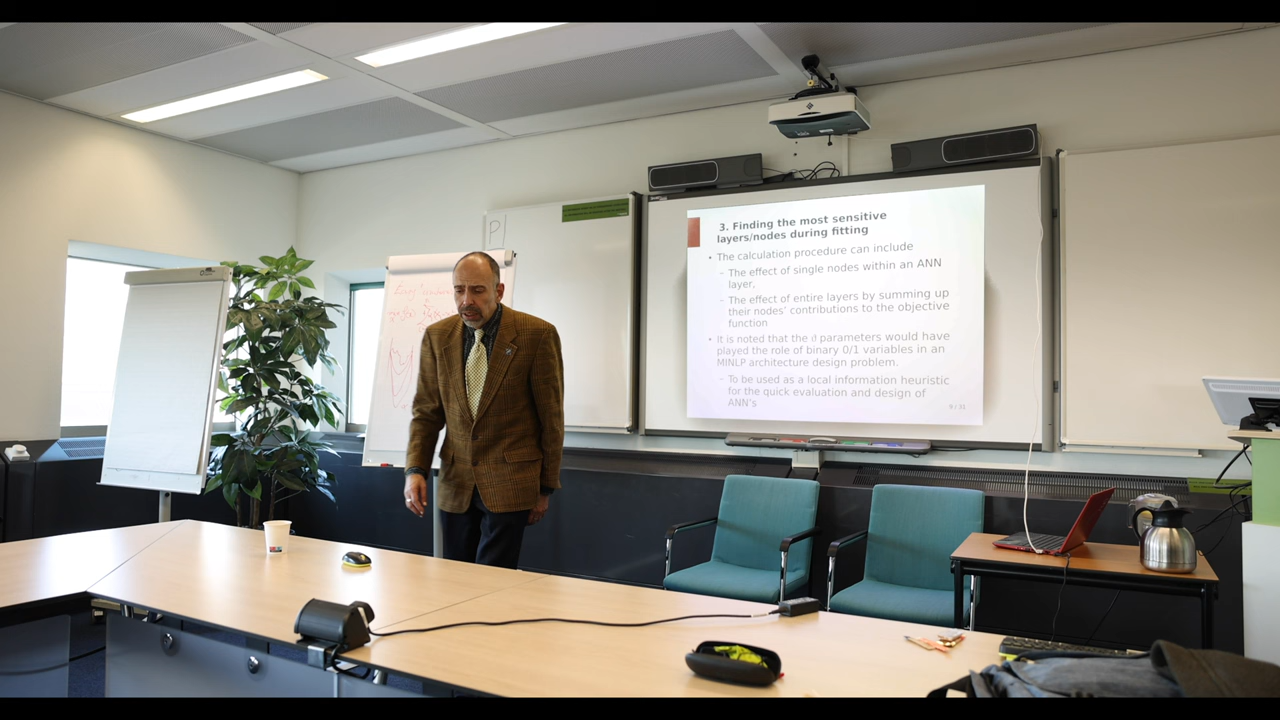 3. Finding the most sensitive
layers/nodes during fitting
• The calculation procedure can include
– The effect of single nodes within an ANN
layer,
– The effect of entire layers by summing up
their nodes' contributions to the objective
function
• It is noted that the ∂ parameters would have
played the role of binary 0/1 variables in an
MINLP architecture design problem.
– To be used as a local information heuristic
for the quick evaluation and design of
ANN's
9 / 31